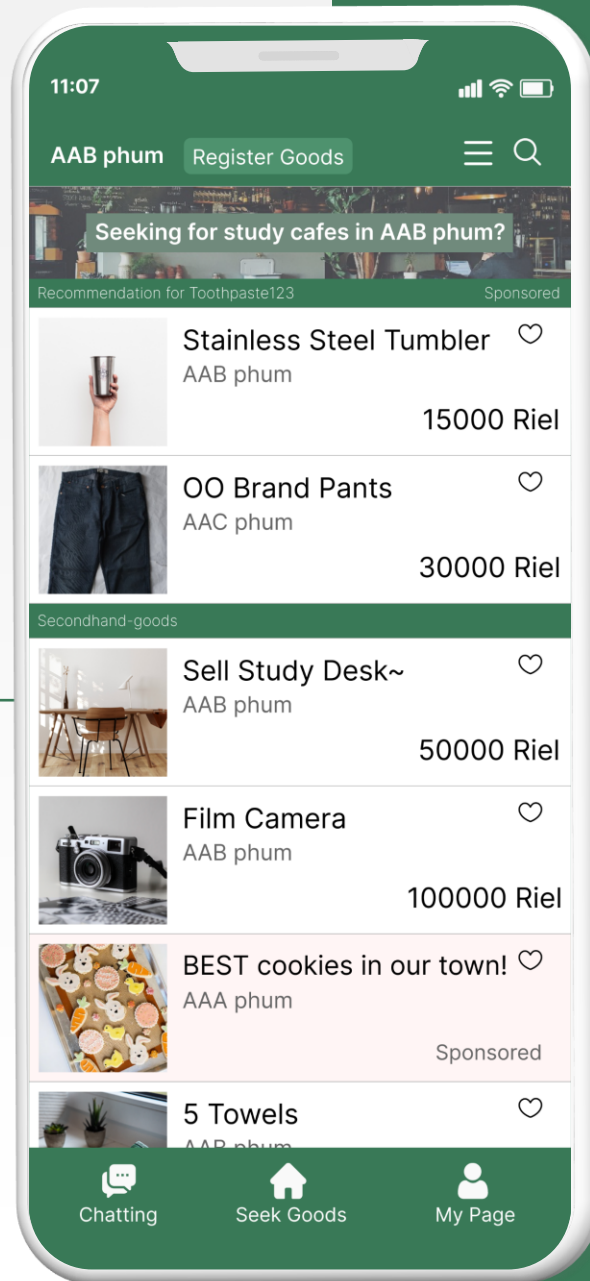 11:07
AAB phum
Register Goods
Seeking for study cafes in AAB phum?
Recommendation for Toothpaste123
Sponsored
Stainless Steel Tumbler
AAB phum
15000 Riel
OO Brand Pants
AAC phum
30000 Riel
Secondhand-goods
Sell Study Desk~
AAB phum
50000 Riel
Film Camera
AAB phum
100000 Riel
BEST cookies in our town!
AAA phum
Sponsored
5 Towels
AAB phum
Chatting
Seek Goods
My Page